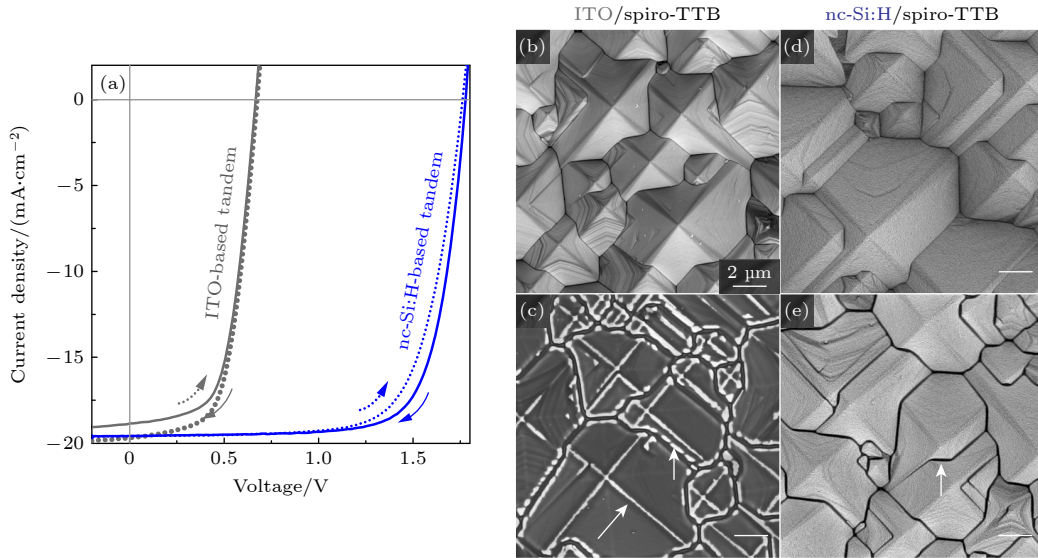 ITO/spiro-TTB
nc-Si:H/spiro-TTB
(a)
(b)
(d)
0
−5
−10
−15
−20
Current density/(mA·cm−2)
ITO-based tandem
nc-Si:H-based tandem
2 μm
(c)
(e)
0
0.5
1.0
1.5
Voltage/V